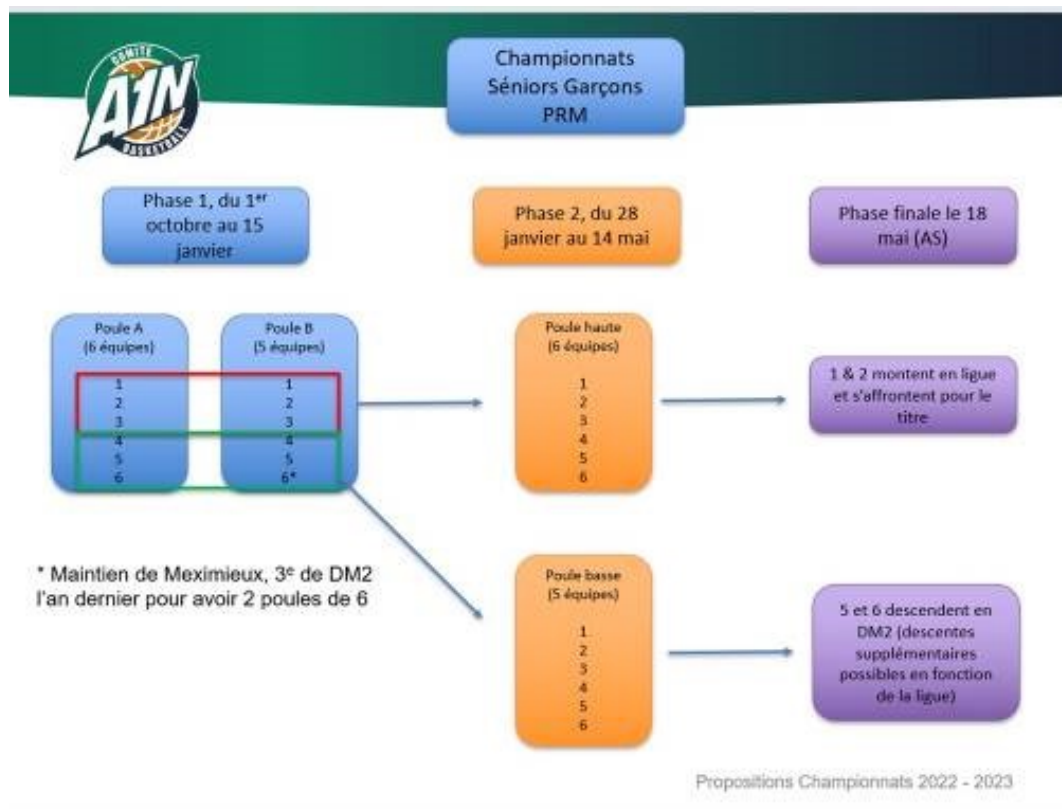 COMITE
A1N
BASKETBALL
Championnats
Séniors Garçons
PRM
Phase 1, du 1er
octobre au 15
janvier
Phase 2, du 28
janvier au 14 mai
Phase finale le 18
mai (AS)
Poule A
(6 équipes)
1
2
3
4
5
6
Poule B
(5 équipes)
1
2
3
4
5
6*
Poule haute
(6 équipes)
1
2
3
4
5
6
1 & 2 montent en ligue
et s'affrontent pour le
titre
* Maintien de Meximieux, 3e de DM2
l'an dernier pour avoir 2 poules de 6
Poule basse
(5 équipes)
1
2
3
4
5
6
5 et 6 descendent en
DM2 (descentes
supplémentaires
possibles en fonction
de la ligue)
Propositions Championnats 2022 - 2023